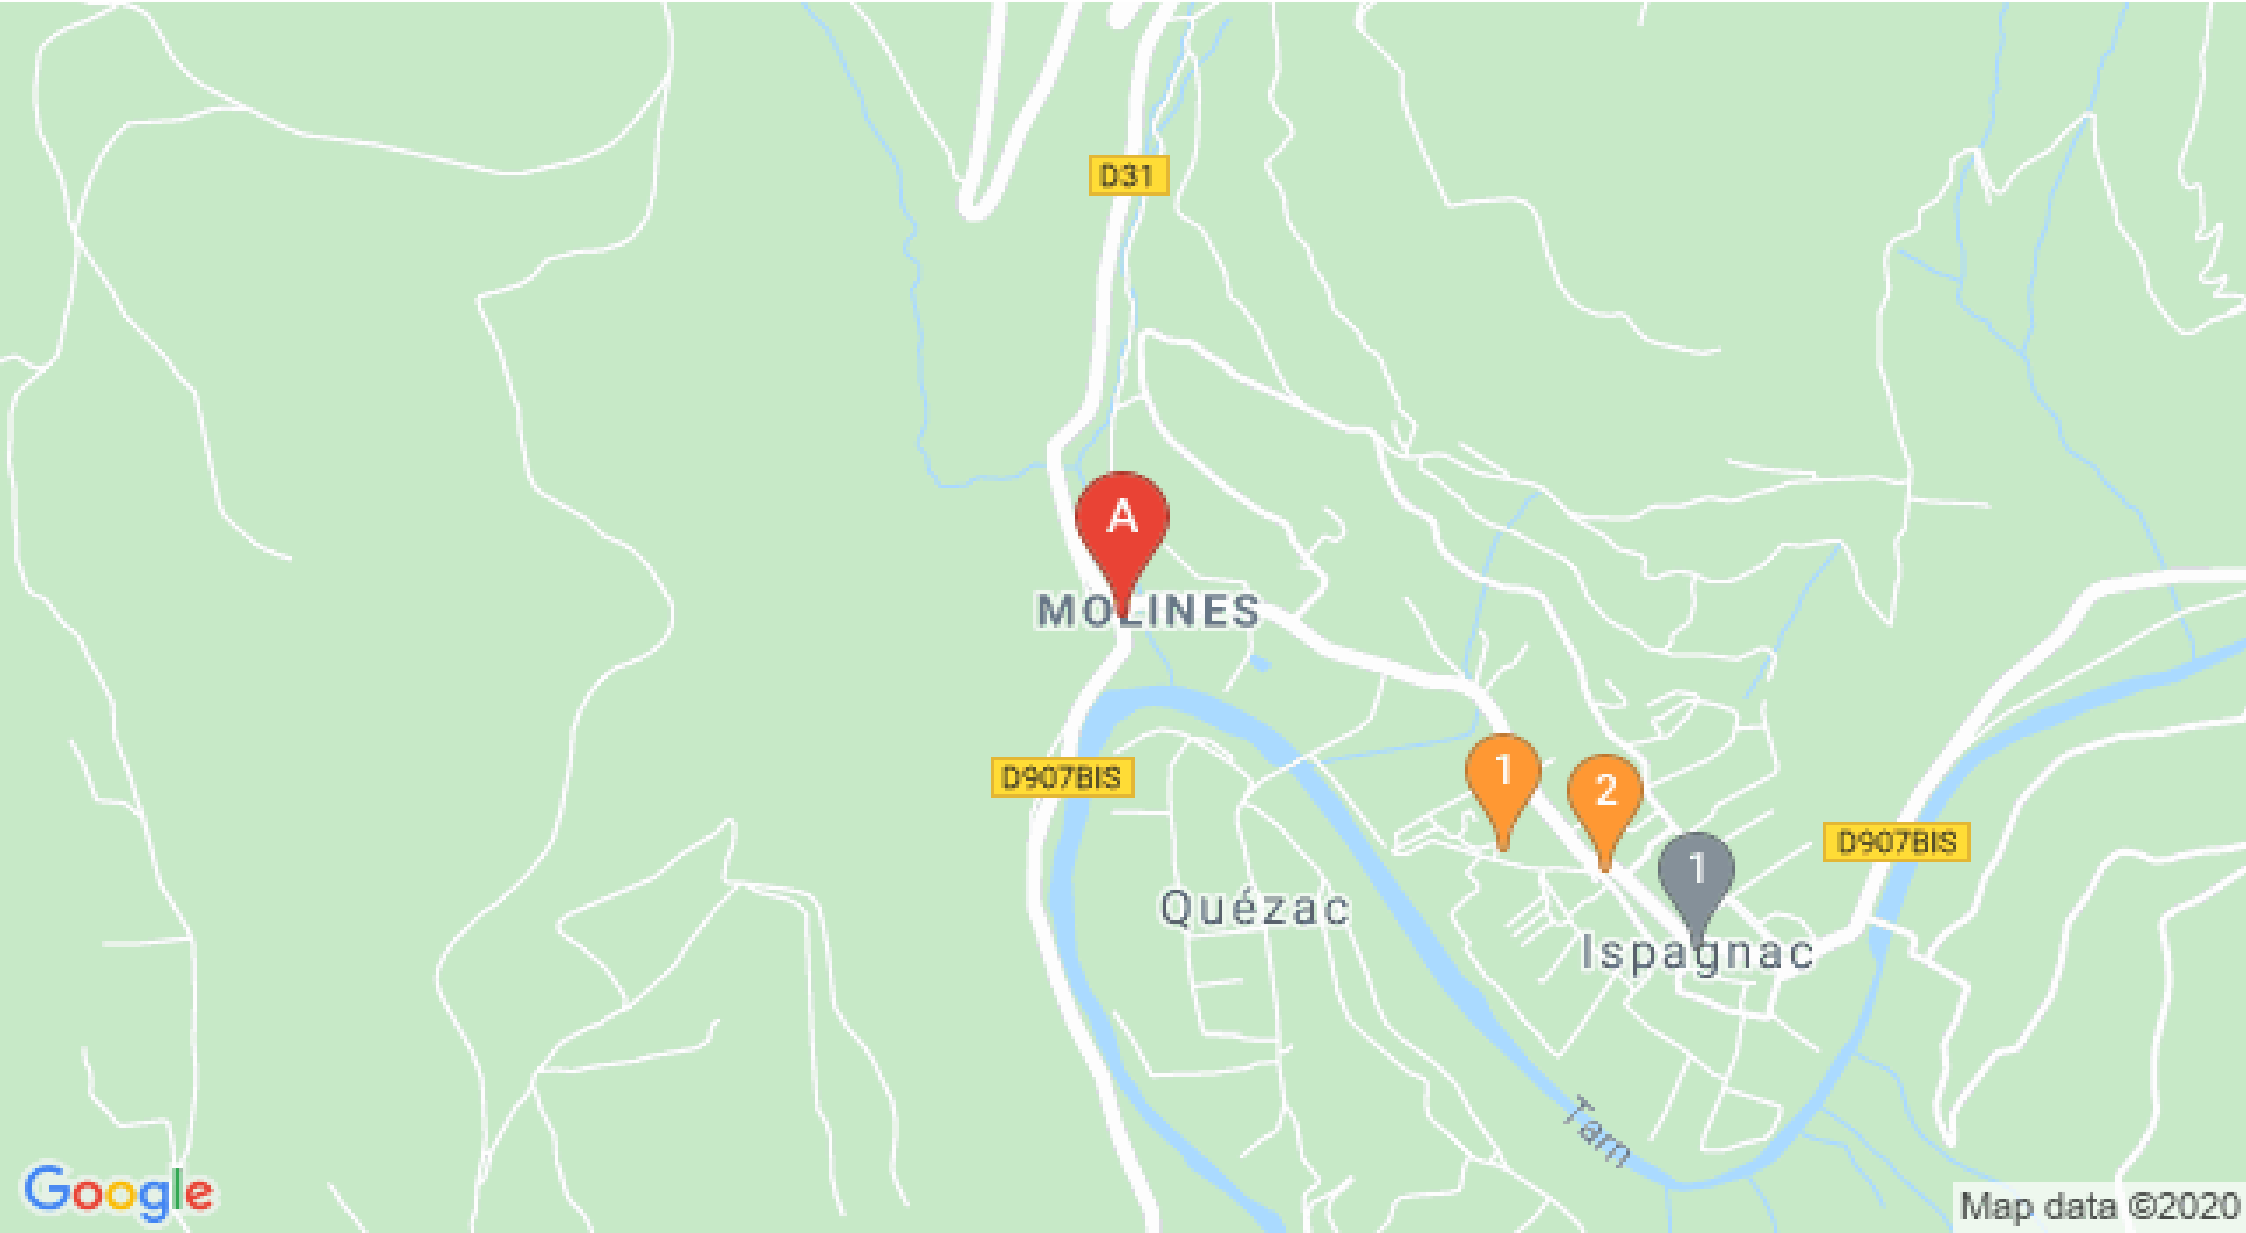 D31
A
MOLINES
D907BIS
1
2
D907BIS
1
Quézac
Ispagnac
Tarn
Google
Map data ©2020